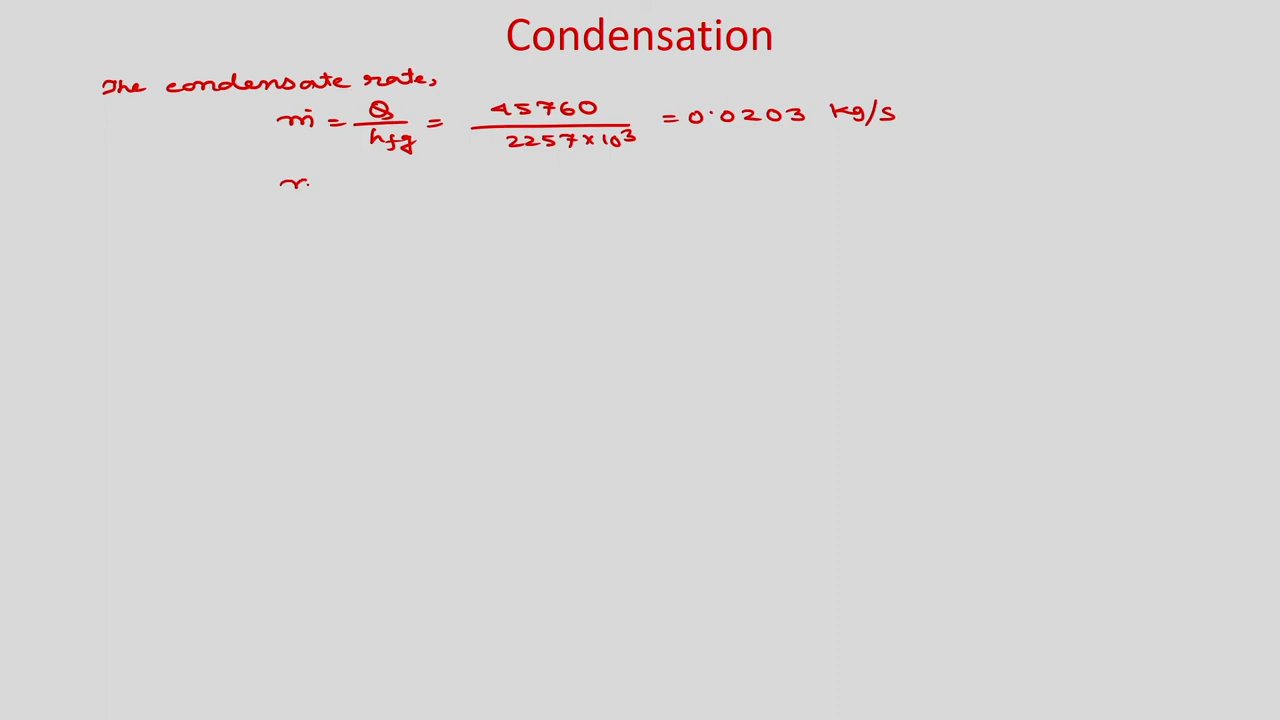 Condensation
The condensate rate,
ṁ = Q / hfg = 45760 / 2257×10³ = 0.0203 kg/s